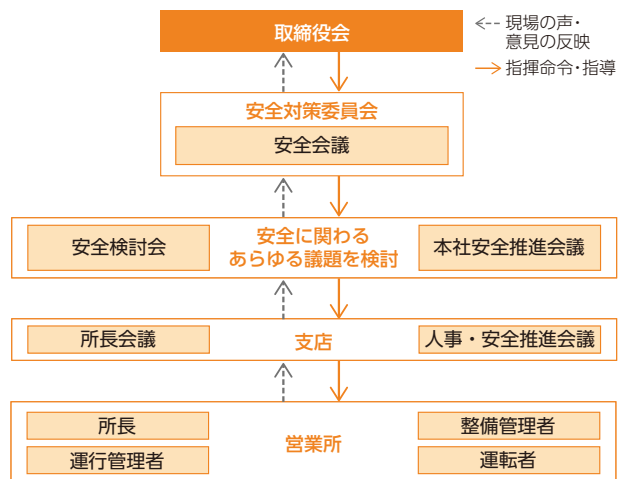 取締役会
現場の声・
意見の反映
指揮命令・指導
安全対策委員会
安全会議
安全検討会
安全に関わる
あらゆる議題を検討
本社安全推進会議
所長会議
支店
人事・安全推進会議
所長
運行管理者
営業所
整備管理者
運転者